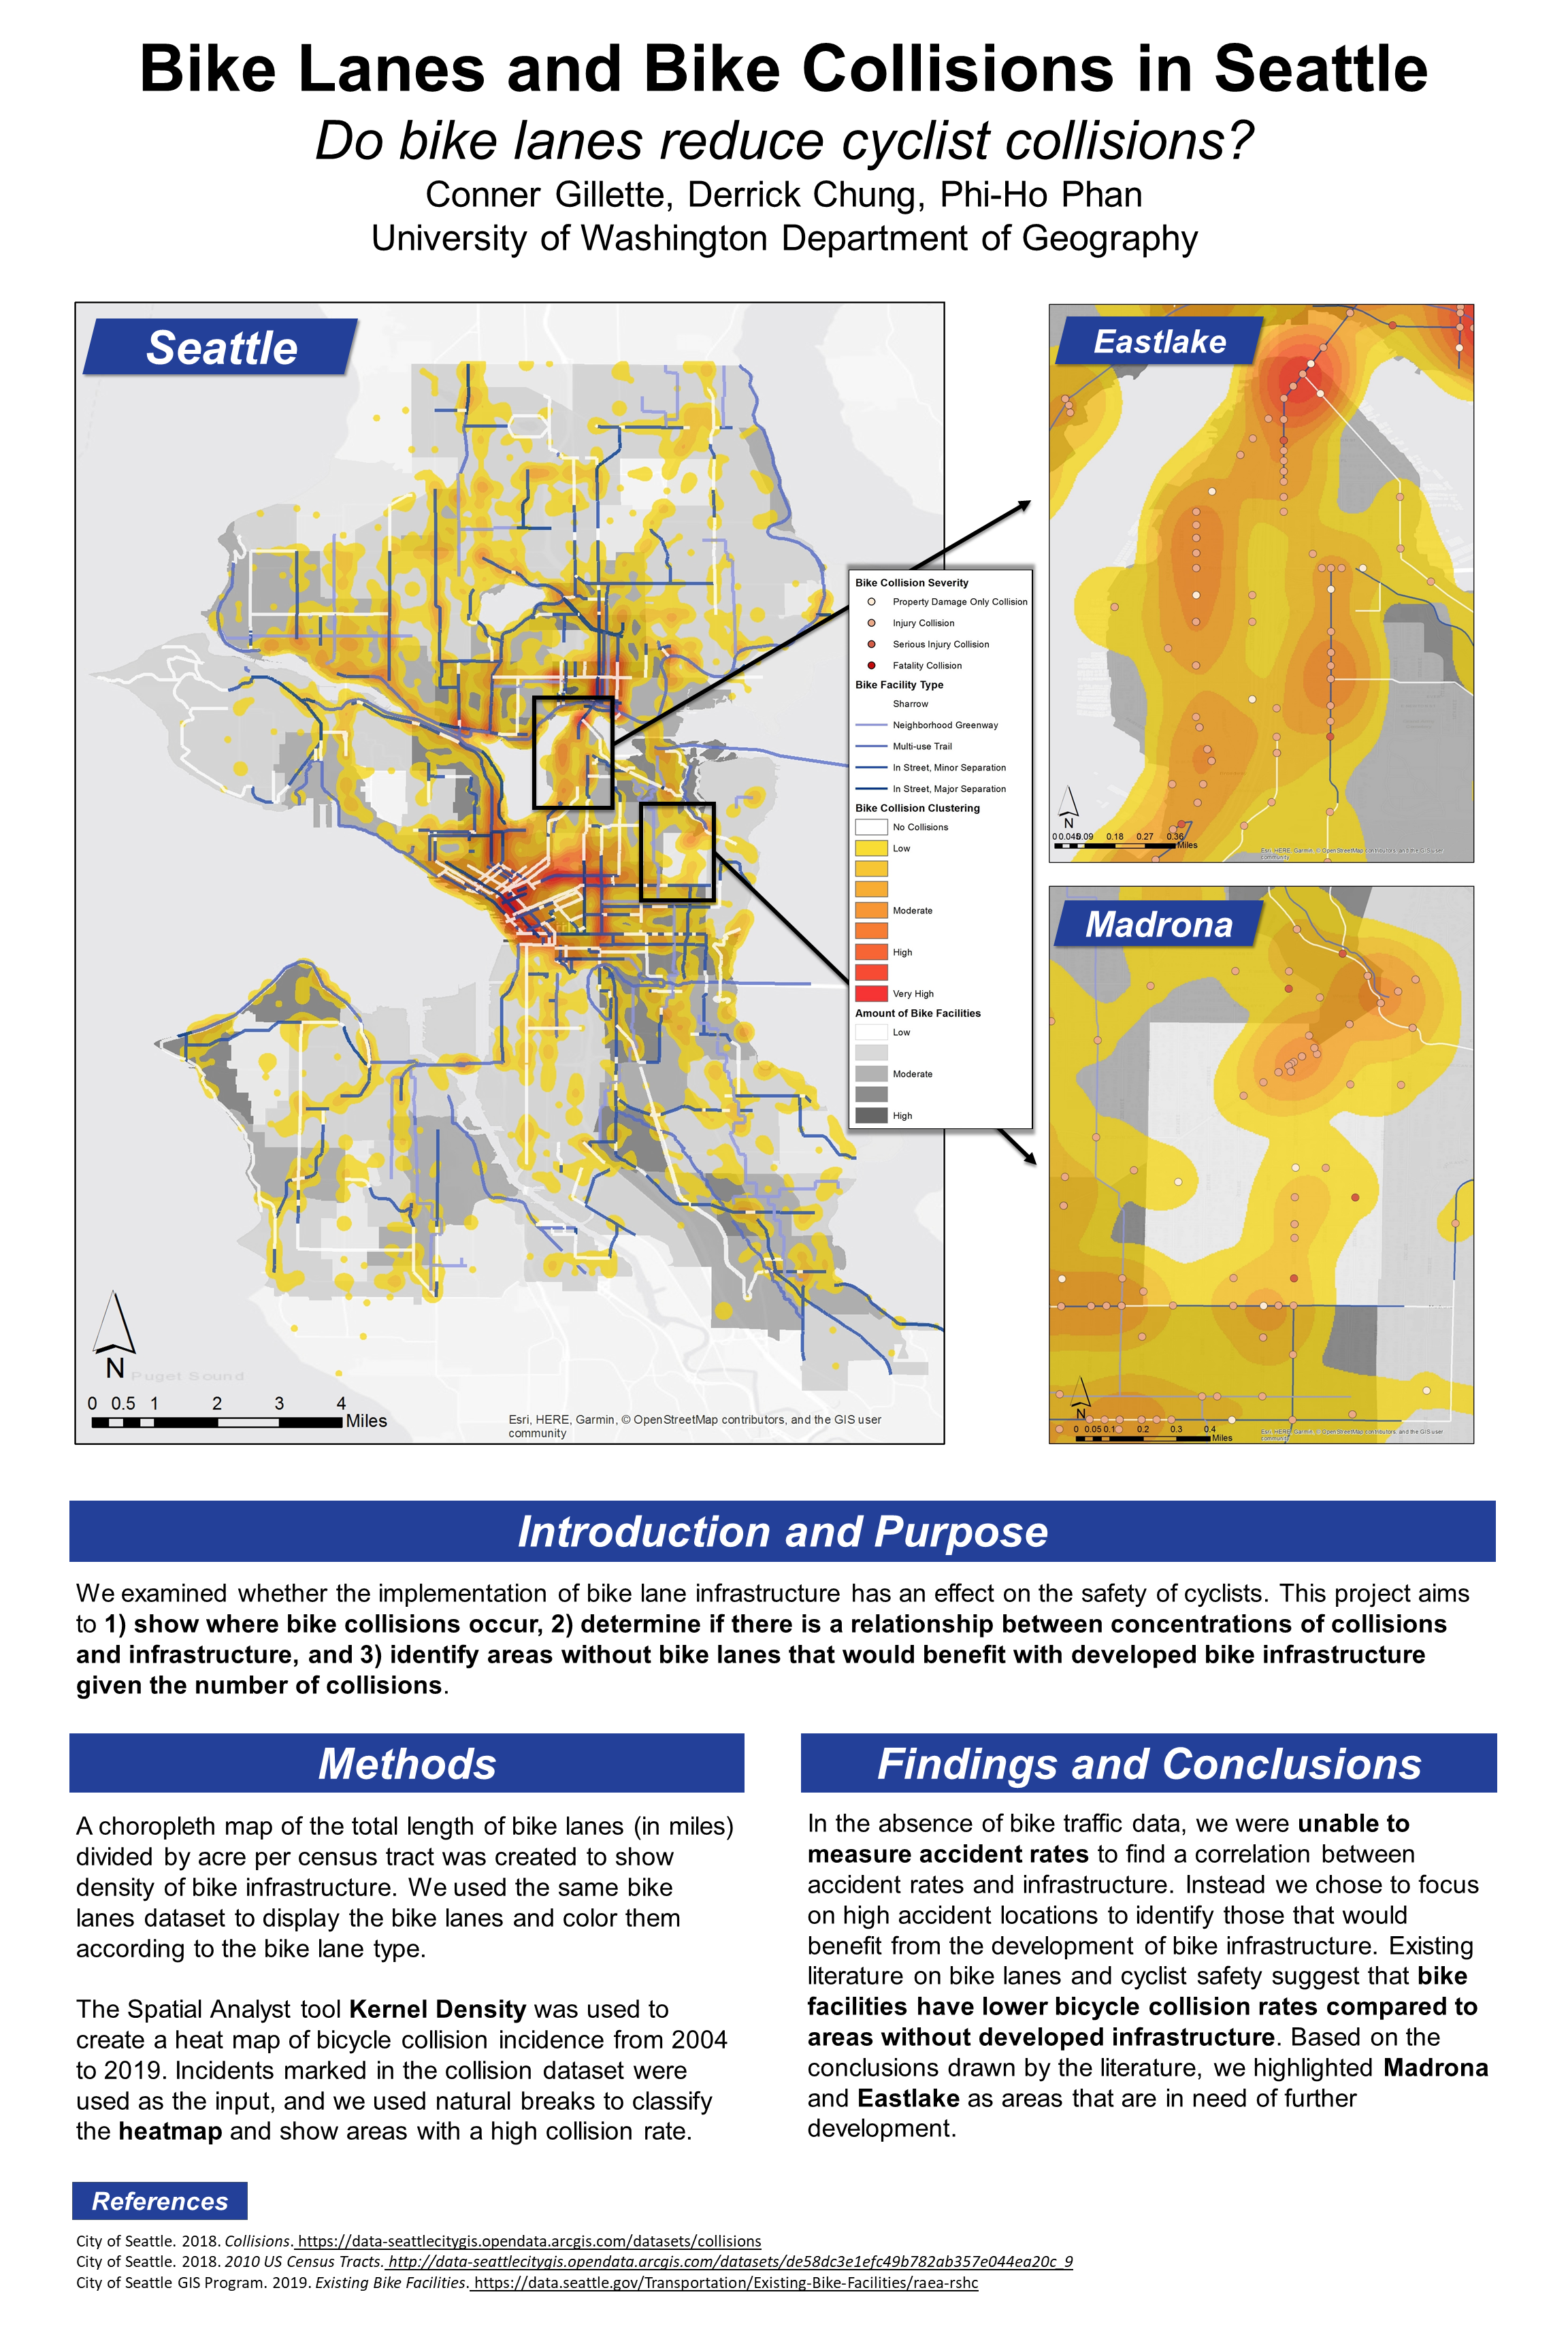 Bike Lanes and Bike Collisions in Seattle
Do bike lanes reduce cyclist collisions?
Conner Gillette, Derrick Chung, Phi-Ho Phan
University of Washington Department of Geography
Seattle
N
Puget Sound
0 0.5 1 2 3 4
Miles
Esri, HERE, Garmin, © OpenStreetMap contributors, and the GIS user
community
Bike Collision Severity
Property Damage Only Collision
Injury Collision
Serious Injury Collision
Fatality Collision
Bike Facility Type
Sharrow
Neighborhood Greenway
Multi-use Trail
In Street, Minor Separation
In Street, Major Separation
Bike Collision Clustering
No Collisions
Low
Moderate
High
Very High
Amount of Bike Facilities
Low
Moderate
High
Eastlake
N
0 0.045 0.09 0.18 0.27 0.36
Miles
Esri, HERE, Garmin, © OpenStreetMap contributors, and the GIS user
community
Madrona
N
0 0.05 0.1 0.2 0.3 0.4
Miles
Esri, HERE, Garmin, © OpenStreetMap contributors, and the GIS user
community
Introduction and Purpose
We examined whether the implementation of bike lane infrastructure has an effect on the safety of cyclists. This project aims
to 1) show where bike collisions occur, 2) determine if there is a relationship between concentrations of collisions
and infrastructure, and 3) identify areas without bike lanes that would benefit with developed bike infrastructure
given the number of collisions.
Methods
A choropleth map of the total length of bike lanes (in miles)
divided by acre per census tract was created to show
density of bike infrastructure. We used the same bike
lanes dataset to display the bike lanes and color them
according to the bike lane type.
The Spatial Analyst tool Kernel Density was used to
create a heat map of bicycle collision incidence from 2004
to 2019. Incidents marked in the collision dataset were
used as the input, and we used natural breaks to classify
the heatmap and show areas with a high collision rate.
Findings and Conclusions
In the absence of bike traffic data, we were unable to
measure accident rates to find a correlation between
accident rates and infrastructure. Instead we chose to focus
on high accident locations to identify those that would
benefit from the development of bike infrastructure. Existing
literature on bike lanes and cyclist safety suggest that bike
facilities have lower bicycle collision rates compared to
areas without developed infrastructure. Based on the
conclusions drawn by the literature, we highlighted Madrona
and Eastlake as areas that are in need of further
development.
References
City of Seattle. 2018. Collisions. https://data-seattlecitygis.opendata.arcgis.com/datasets/collisions
City of Seattle. 2018. 2010 US Census Tracts. http://data-seattlecitygis.opendata.arcgis.com/datasets/de58dc3e1efc49b782ab357e044ea20c_9
City of Seattle GIS Program. 2019. Existing Bike Facilities. https://data.seattle.gov/Transportation/Existing-Bike-Facilities/raea-rshc